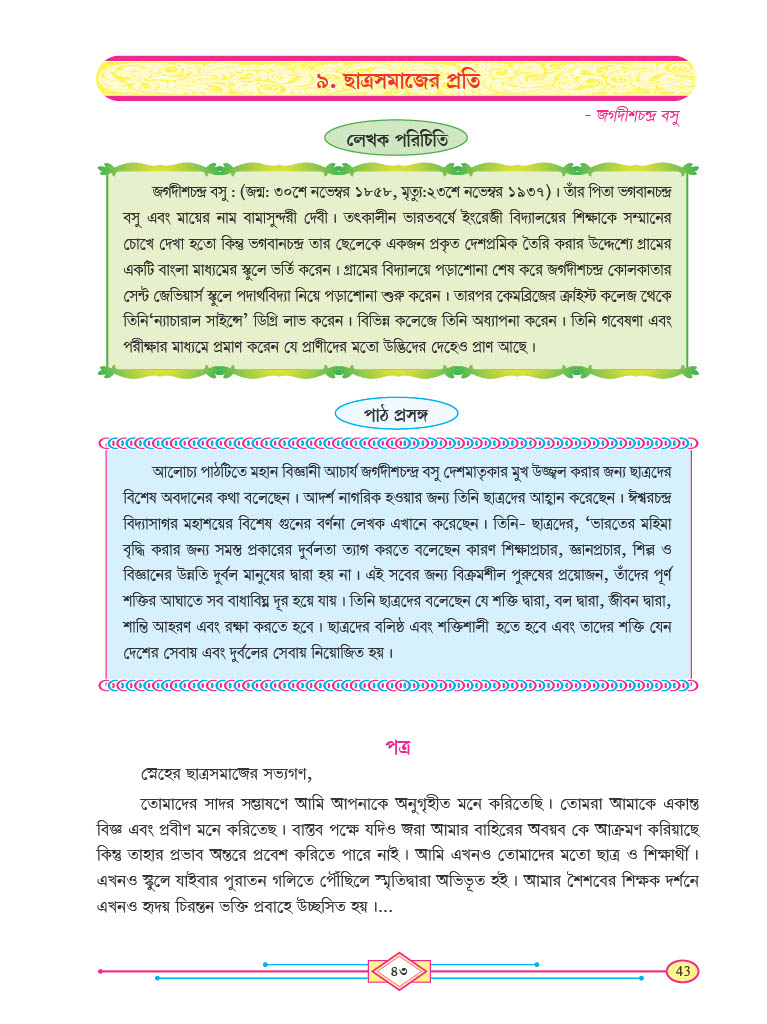 ৯. ছাত্রসমাজের প্রতি
- জগদীশচন্দ্র বসু
লেখক পরিচিতি
জগদীশচন্দ্র বসু : (জন্ম: ৩০শে নভেম্বর ১৮৫৮, মৃত্যু:২৩শে নভেম্বর ১৯৩৭) । তাঁর পিতা ভগবানচন্দ্র
বসু এবং মায়ের নাম বামাসুন্দরী দেবী । তৎকালীন ভারতবর্ষে ইংরেজী বিদ্যালয়ের শিক্ষাকে সম্মানের
চোখে দেখা হতো কিন্তু ভগবানচন্দ্র তার ছেলেকে একজন প্রকৃত দেশপ্রমিক তৈরি করার উদ্দেশ্যে গ্রামের
একটি বাংলা মাধ্যমের স্কুলে ভর্তি করেন । গ্রামের বিদ্যালয়ে পড়াশোনা শেষ করে জগদীশচন্দ্র কোলকাতার
সেন্ট জেভিয়ার্স স্কুলে পদার্থবিদ্যা নিয়ে পড়াশোনা শুরু করেন । তারপর কেমব্রিজের ক্রাইস্ট কলেজ থেকে
তিনি‘ন্যাচারাল সাইন্সে’ ডিগ্রি লাভ করেন । বিভিন্ন কলেজে তিনি অধ্যাপনা করেন । তিনি গবেষণা এবং
পরীক্ষার মাধ্যমে প্রমাণ করেন যে প্রাণীদের মতো উদ্ভিদের দেহেও প্রাণ আছে ।
পাঠ প্রসঙ্গ
আলোচ্য পাঠটিতে মহান বিজ্ঞানী আচার্য জগদীশচন্দ্র বসু দেশমাতৃকার মুখ উজ্জ্বল করার জন্য ছাত্রদের
বিশেষ অবদানের কথা বলেছেন । আদর্শ নাগরিক হওয়ার জন্য তিনি ছাত্রদের আহ্বান করেছেন । ঈশ্বরচন্দ্র
বিদ্যাসাগর মহাশয়ের বিশেষ গুনের বর্ণনা লেখক এখানে করেছেন । তিনি- ছাত্রদের, ‘ভারতের মহিমা
বৃদ্ধি করার জন্য সমস্ত প্রকারের দুর্বলতা ত্যাগ করতে বলেছেন কারণ শিক্ষাপ্রচার, জ্ঞানপ্রচার, শিল্প ও
বিজ্ঞানের উন্নতি দুর্বল মানুষের দ্বারা হয় না । এই সবের জন্য বিক্রমশীল পুরুষের প্রয়োজন, তাঁদের পূর্ণ
শক্তির আঘাতে সব বাধাবিঘ্ন দূর হয়ে যায় । তিনি ছাত্রদের বলেছেন যে শক্তি দ্বারা, বল দ্বারা, জীবন দ্বারা,
শান্তি আহরণ এবং রক্ষা করতে হবে । ছাত্রদের বলিষ্ঠ এবং শক্তিশালী হতে হবে এবং তাদের শক্তি যেন
দেশের সেবায় এবং দুর্বলের সেবায় নিয়োজিত হয় ।
পত্র
স্নেহের ছাত্রসমাজের সভ্যগণ,
তোমাদের সাদর সম্ভাষণে আমি আপনাকে অনুগৃহীত মনে করিতেছি । তোমরা আমাকে একান্ত
বিজ্ঞ এবং প্রবীণ মনে করিতেছ । বাস্তব পক্ষে যদিও জরা আমার বাহিরের অবয়ব কে আক্রমণ করিয়াছে
কিন্তু তাহার প্রভাব অন্তরে প্রবেশ করিতে পারে নাই । আমি এখনও তোমাদের মতো ছাত্র ও শিক্ষার্থী ।
এখনও স্কুলে যাইবার পুরাতন গলিতে পৌঁছিলে স্মৃতিদ্বারা অভিভূত হই । আমার শৈশবের শিক্ষক দর্শনে
এখনও হৃদয় চিরন্তন ভক্তি প্রবাহে উচ্ছসিত হয় ।...
৪৩
43